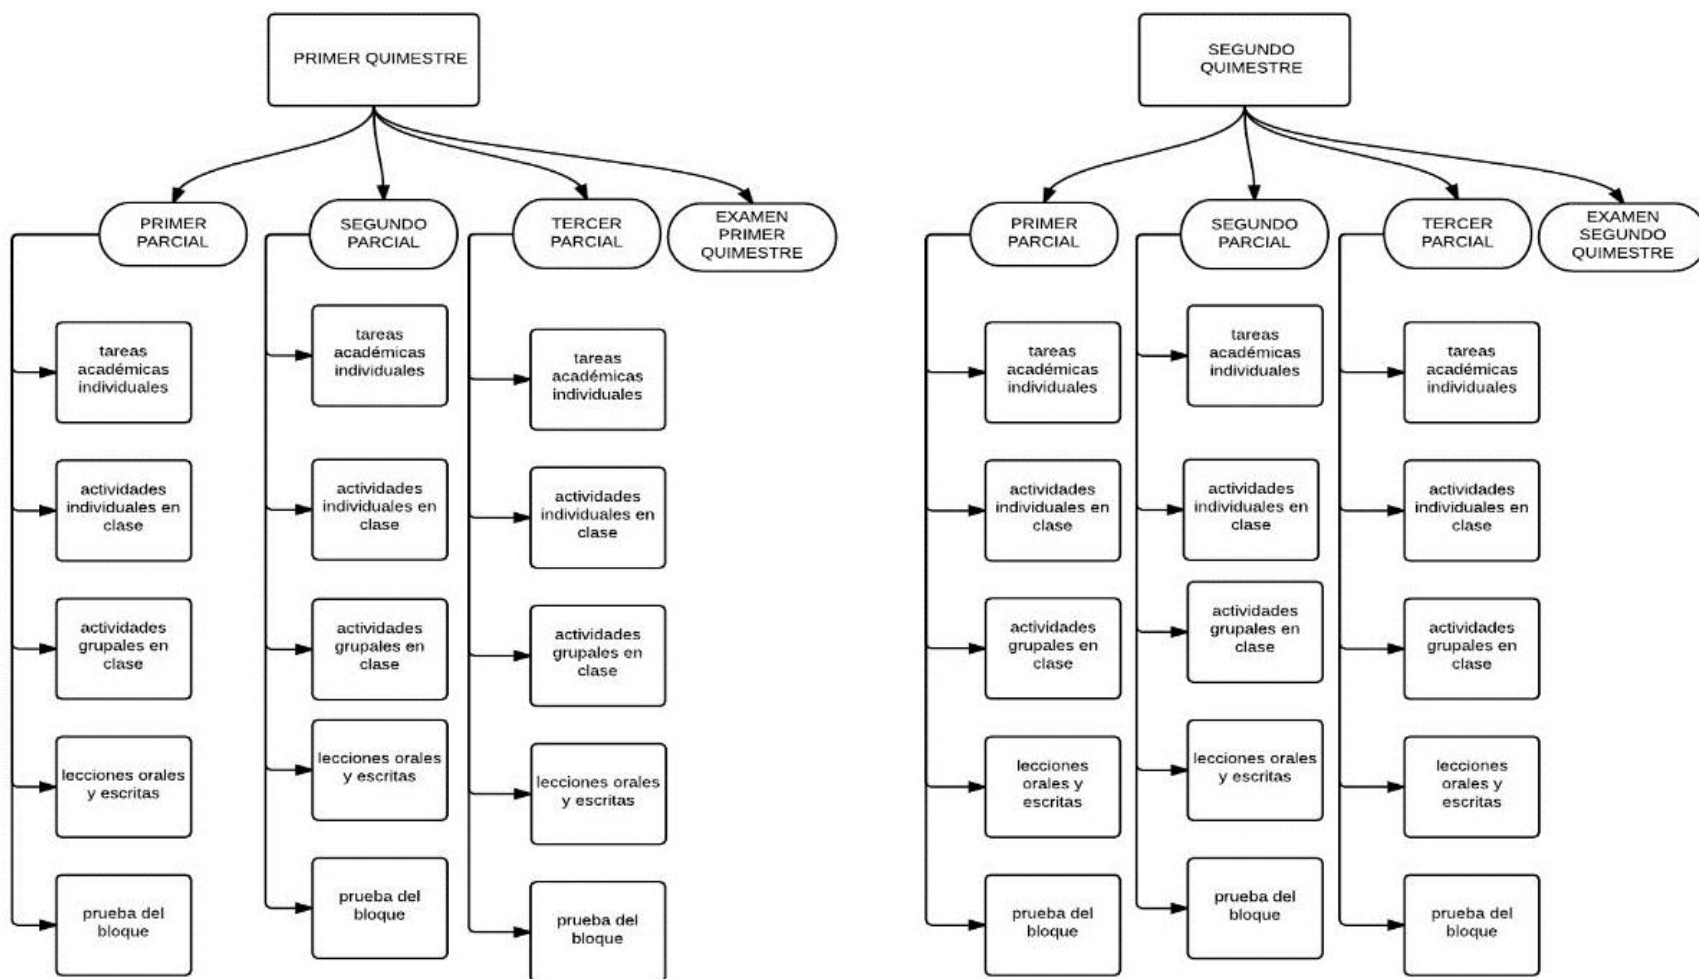 PRIMER QUIMESTRE
PRIMER
PARCIAL
SEGUNDO
PARCIAL
TERCER
PARCIAL
EXAMEN
PRIMER
QUIMESTRE
tareas
académicas
individuales
actividades
individuales en
clase
actividades
grupales en
clase
lecciones orales
y escritas
prueba del
bloque
tareas
académicas
individuales
actividades
individuales en
clase
actividades
grupales en
clase
lecciones orales
y escritas
prueba del
bloque
tareas
académicas
individuales
actividades
individuales en
clase
actividades
grupales en
clase
lecciones orales
y escritas
prueba del
bloque
SEGUNDO
QUIMESTRE
PRIMER
PARCIAL
SEGUNDO
PARCIAL
TERCER
PARCIAL
EXAMEN
SEGUNDO
QUIMESTRE
tareas
académicas
individuales
actividades
individuales en
clase
actividades
grupales en
clase
lecciones
orales y
escritas
prueba del
bloque
tareas
académicas
individuales
actividades
individuales en
clase
actividades
grupales en
clase
lecciones orales
y escritas
prueba del
bloque
tareas
académicas
individuales
actividades
individuales en
clase
actividades
grupales en
clase
lecciones
orales y
escritas
prueba del
bloque